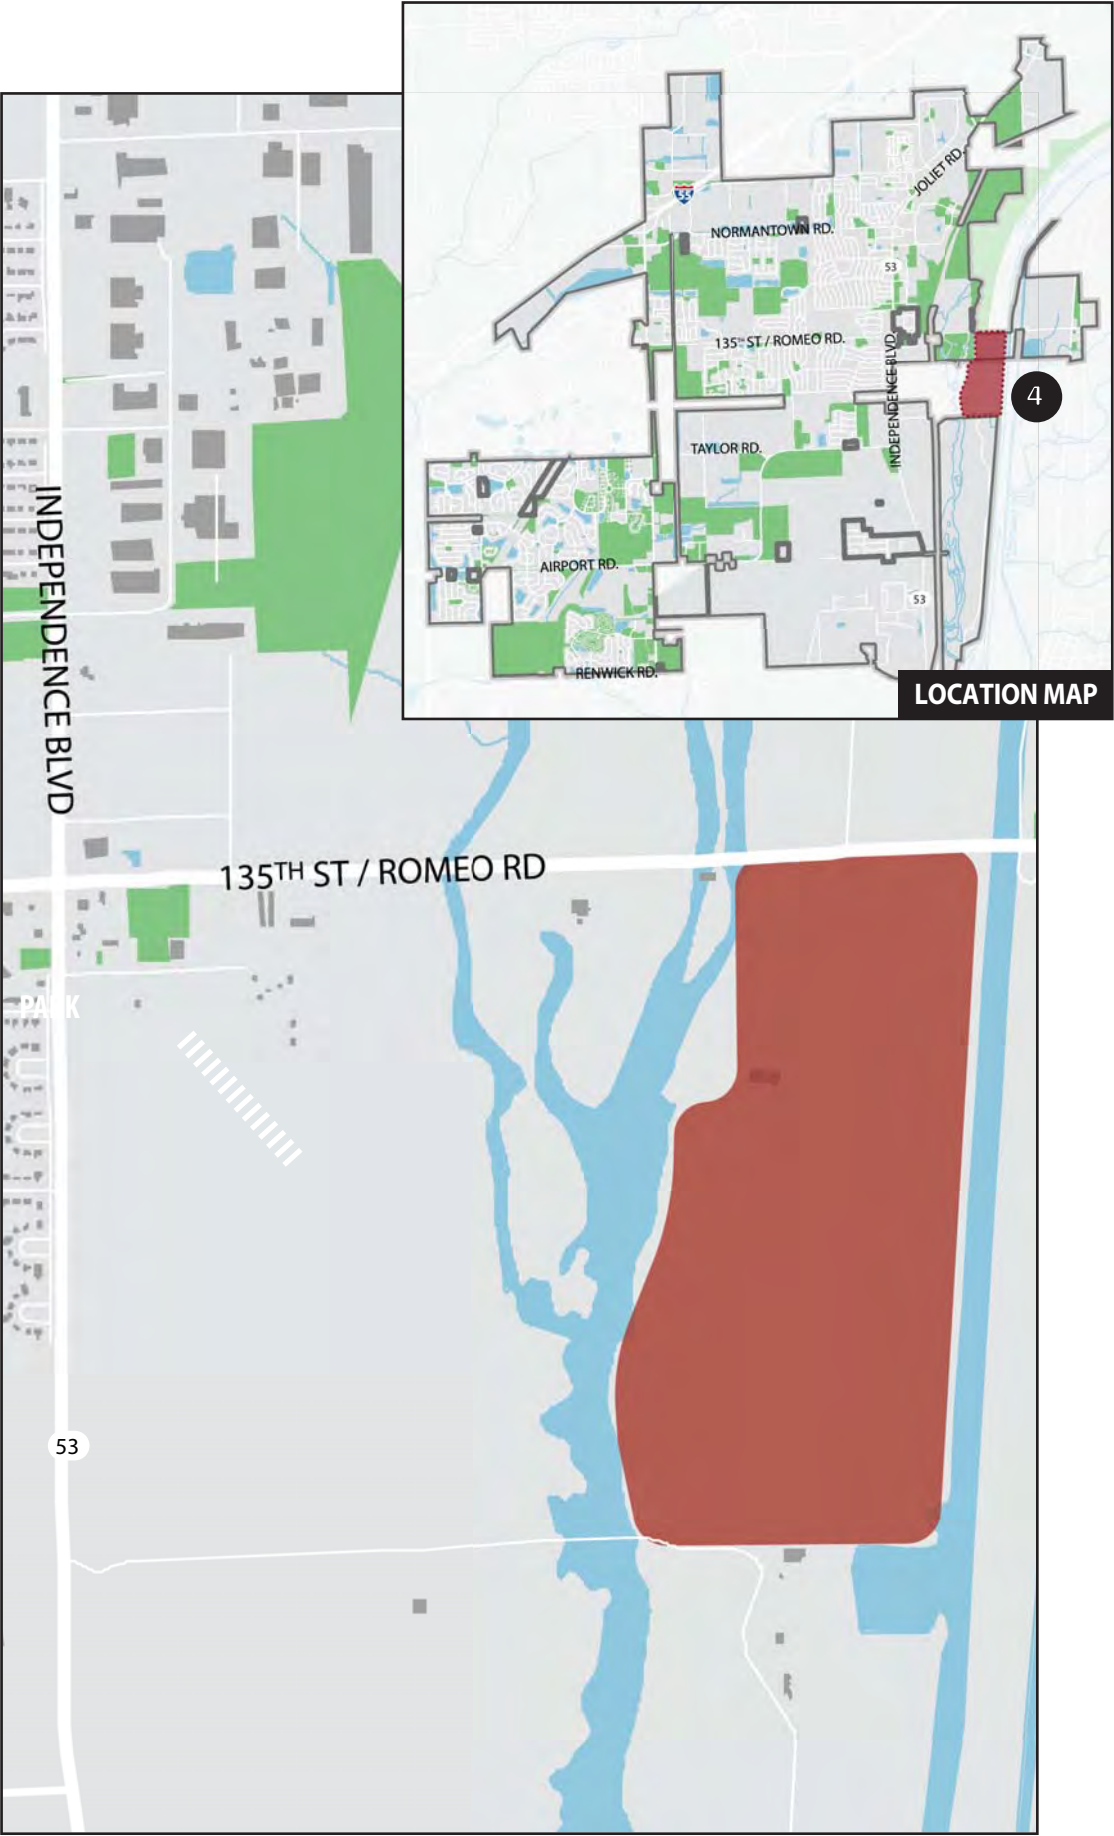 JOLIET RD.
55
NORMANTOWN RD.
53
135TH ST / ROMEO RD.
INDEPENDENCE BLVD.
4
TAYLOR RD.
AIRPORT RD.
53
RENWICK RD.
LOCATION MAP
INDEPENDENCE BLVD
135TH ST / ROMEO RD
PARK
53